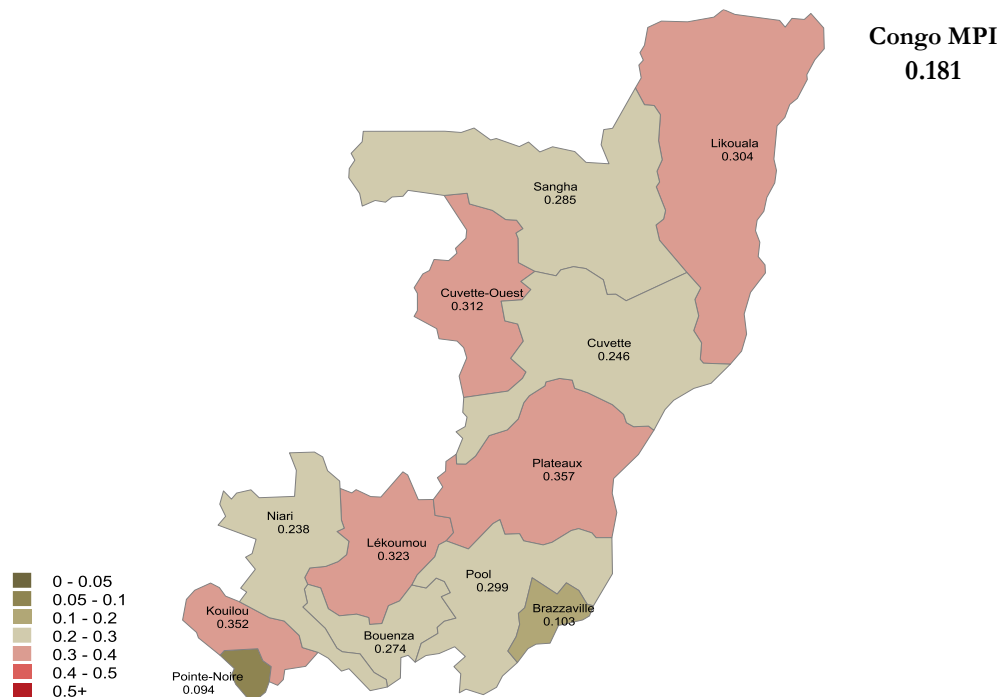 Congo MPI
0.181
Likouala
0.304
Sangha
0.285
Cuvette-Ouest
0.312
Cuvette
0.246
Plateaux
0.357
Niari
0.238
Lékoumou
0.323
Pool
0.299
Brazzaville
0.103
Kouilou
0.352
Bouenza
0.274
Pointe-Noire
0.094
0 - 0.05
0.05 - 0.1
0.1 - 0.2
0.2 - 0.3
0.3 - 0.4
0.4 - 0.5
0.5+